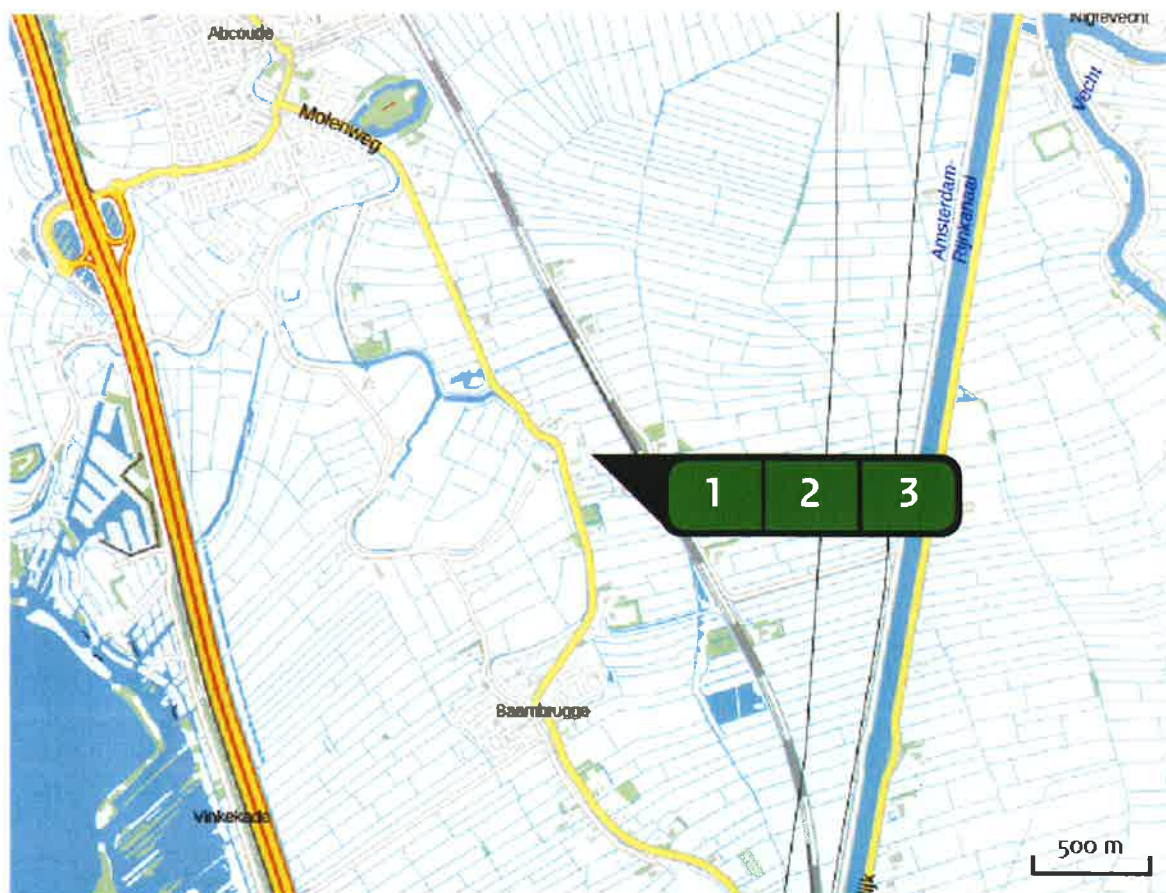 Abcoude
Nigtevecht
Molenweg
Vecht
Amsterdam-
Rijnkanaal
1 2 3
Baambrugge
Vinkekade
500 m